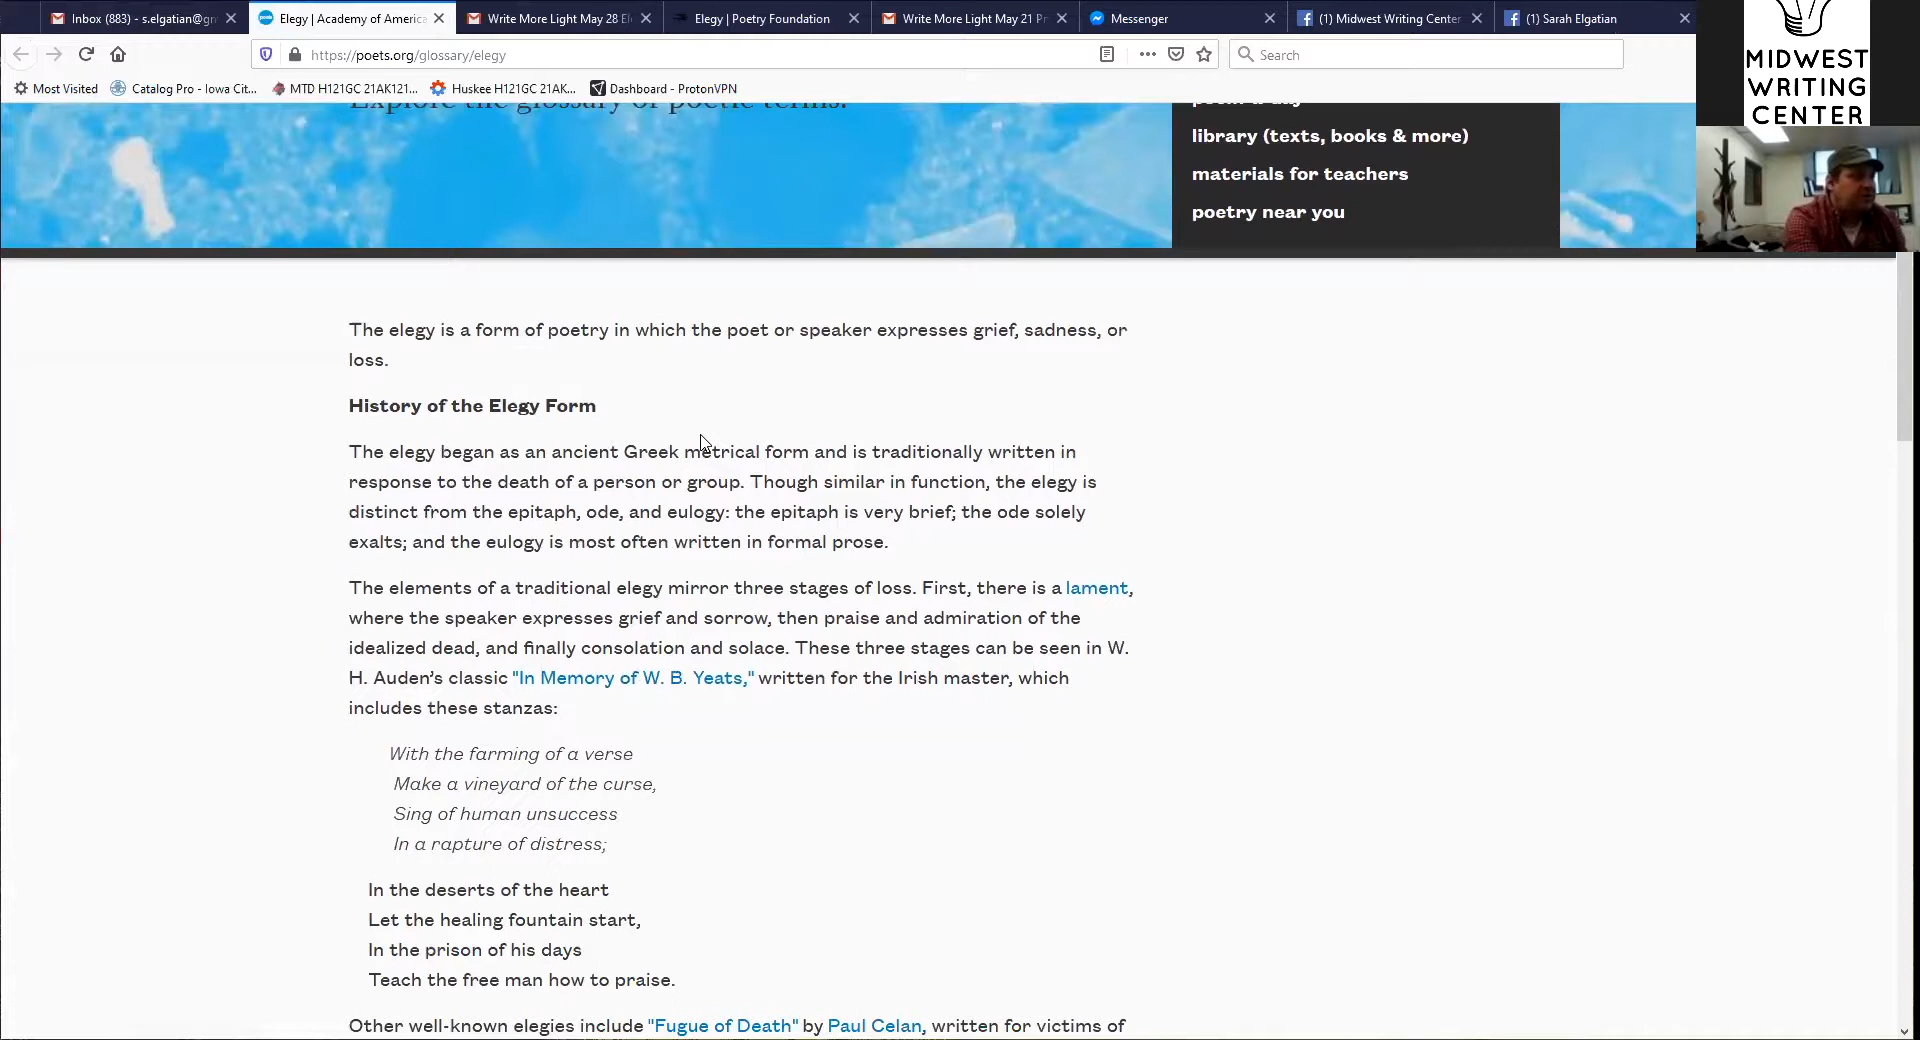 Inbox (883) - s.elgatian@gr
Elegy | Academy of America
Write More Light May 28 El
Elegy | Poetry Foundation
Write More Light May 21 Pr
Messenger
(1) Midwest Writing Center
(1) Sarah Elgatian
https://poets.org/glossary/elegy
Search
Most Visited
Catalog Pro - Iowa Cit...
MTD H121GC 21AK121...
Huskee H121GC 21AK...
Dashboard - ProtonVPN
MIDWEST
WRITING
CENTER
Explore the glossary of poetic terms.
poem-a-day
library (texts, books & more)
materials for teachers
poetry near you
The elegy is a form of poetry in which the poet or speaker expresses grief, sadness, or
loss.
History of the Elegy Form
The elegy began as an ancient Greek metrical form and is traditionally written in
response to the death of a person or group. Though similar in function, the elegy is
distinct from the epitaph, ode, and eulogy: the epitaph is very brief; the ode solely
exalts; and the eulogy is most often written in formal prose.
The elements of a traditional elegy mirror three stages of loss. First, there is a lament,
where the speaker expresses grief and sorrow, then praise and admiration of the
idealized dead, and finally consolation and solace. These three stages can be seen in W.
H. Auden's classic "In Memory of W. B. Yeats," written for the Irish master, which
includes these stanzas:
With the farming of a verse
Make a vineyard of the curse,
Sing of human unsuccess
In a rapture of distress;
In the deserts of the heart
Let the healing fountain start,
In the prison of his days
Teach the free man how to praise.
Other well-known elegies include "Fugue of Death" by Paul Celan, written for victims of